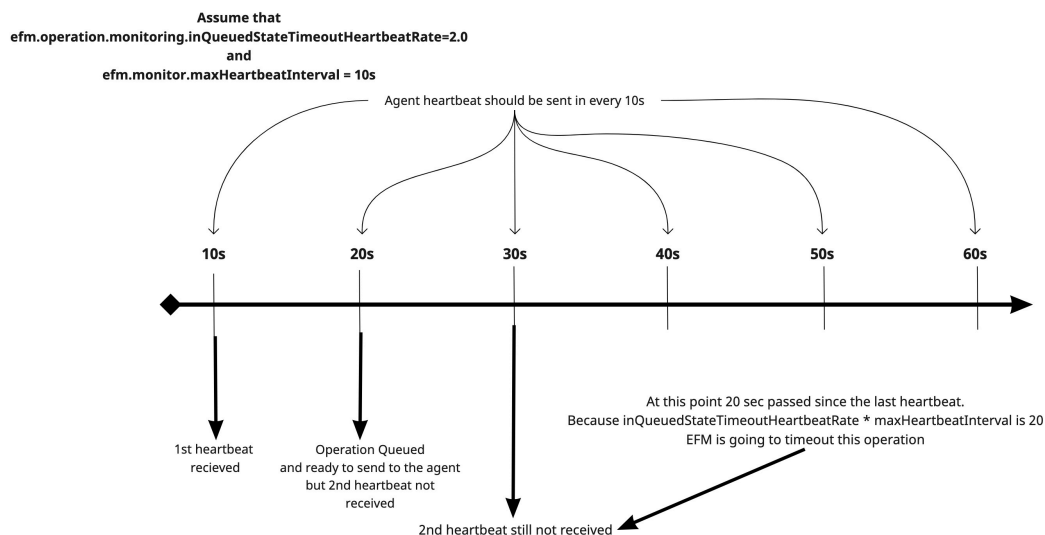 Assume that
efm.operation.monitoring.inQueuedStateTimeoutHeartbeatRate=2.0
and
efm.monitor.maxHeartbeatInterval = 10s
Agent heartbeat should be sent in every 10s
10s
20s
30s
40s
50s
60s
1st heartbeat
recieved
Operation Queued
and ready to send to the agent
but 2nd heartbeat not
received
At this point 20 sec passed since the last heartbeat.
Because inQueuedStateTimeoutHeartbeatRate * maxHeartbeatInterval is 20
EFM is going to timeout this operation
2nd heartbeat still not received